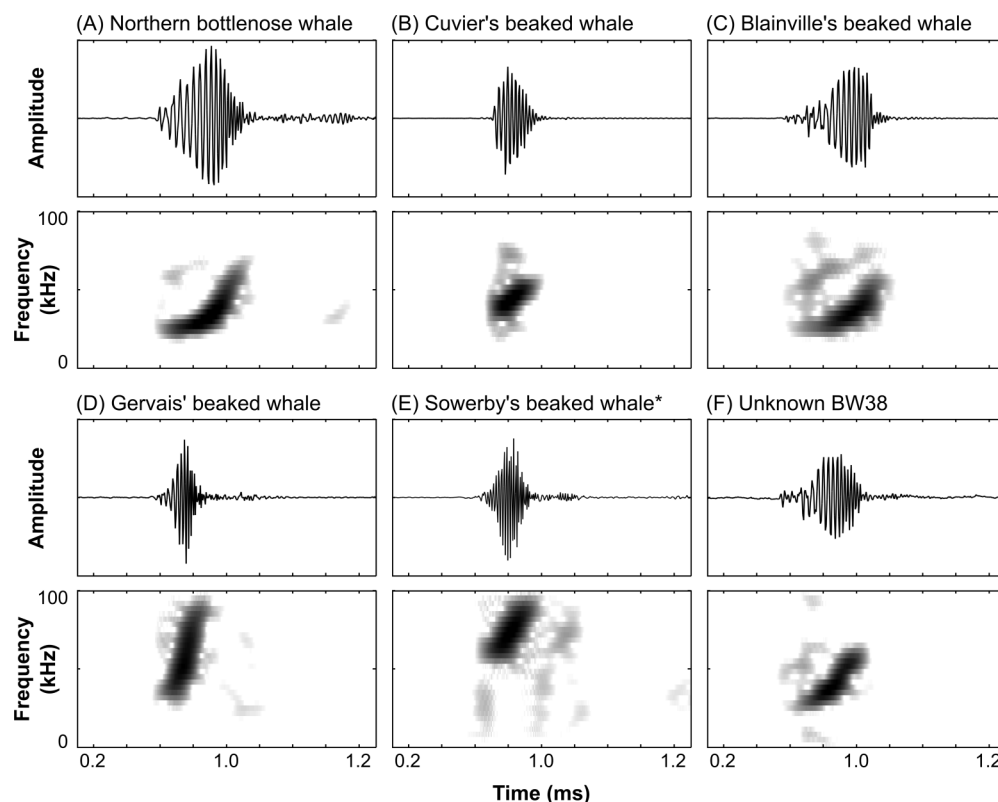 (A) Northern bottlenose whale
(B) Cuvier's beaked whale
(C) Blainville's beaked whale
Amplitude
100
Frequency
(kHz)
0
(D) Gervais' beaked whale
(E) Sowerby's beaked whale*
(F) Unknown BW38
Amplitude
100
Frequency
(kHz)
0
0.2 1.0 1.2
0.2 1.0 1.2
0.2 1.0 1.2
Time (ms)